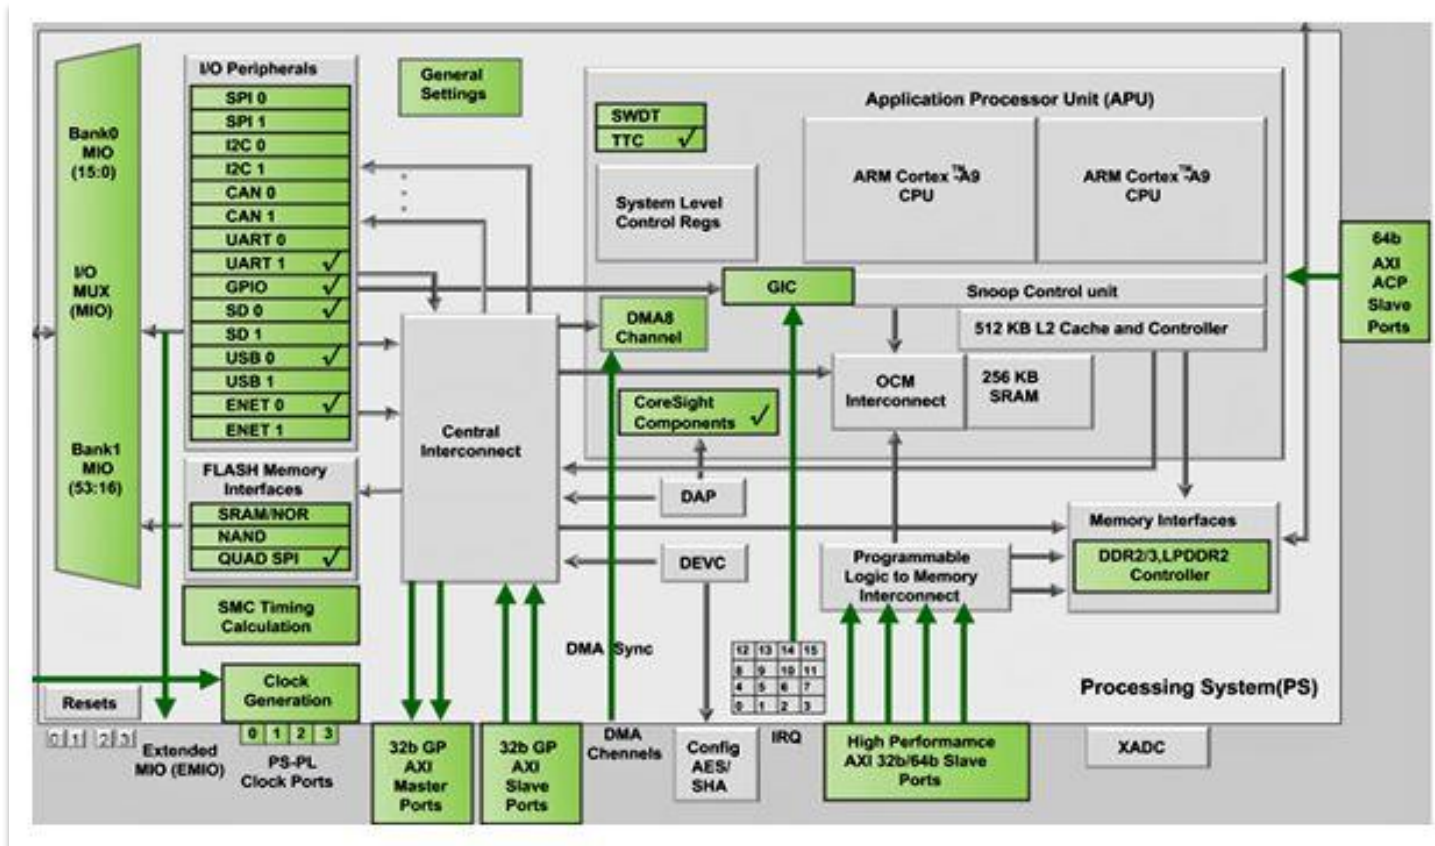 I/O Peripherals
SPI 0
SPI 1
I2C 0
I2C 1
CAN 0
CAN 1
UART 0
UART 1 ✓
GPIO ✓
SD 0 ✓
SD 1
USB 0 ✓
USB 1
ENET 0 ✓
ENET 1
Bank0
MIO
(15:0)
I/O
MUX
(MIO)
Bank1
MIO
(53:16)
FLASH Memory
Interfaces
SRAM/NOR
NAND
QUAD SPI ✓
SMC Timing
Calculation
General
Settings
Application Processor Unit (APU)
SWDT
TTC ✓
System Level
Control Regs
ARM Cortex™-A9
CPU
ARM Cortex™-A9
CPU
GIC
Snoop Control unit
DMA8
Channel
512 KB L2 Cache and Controller
OCM
Interconnect
256 KB
SRAM
CoreSight
Components ✓
Central
Interconnect
DAP
DEVC
Memory Interfaces
DDR2/3,LPDDR2
Controller
Programmable
Logic to Memory
Interconnect
64b
AXI
ACP
Slave
Ports
DMA Sync
12 13 14 15
8 9 10 11
4 5 6 7
0 1 2 3
Processing System(PS)
Resets
0 1 2 3
Clock
Generation
0 1 2 3
Extended
MIO (EMIO)
PS-PL
Clock Ports
32b GP
AXI
Master
Ports
32b GP
AXI
Slave
Ports
DMA
Channels
Config
AES/
SHA
IRQ
High Performamce
AXI 32b/64b Slave
Ports
XADC